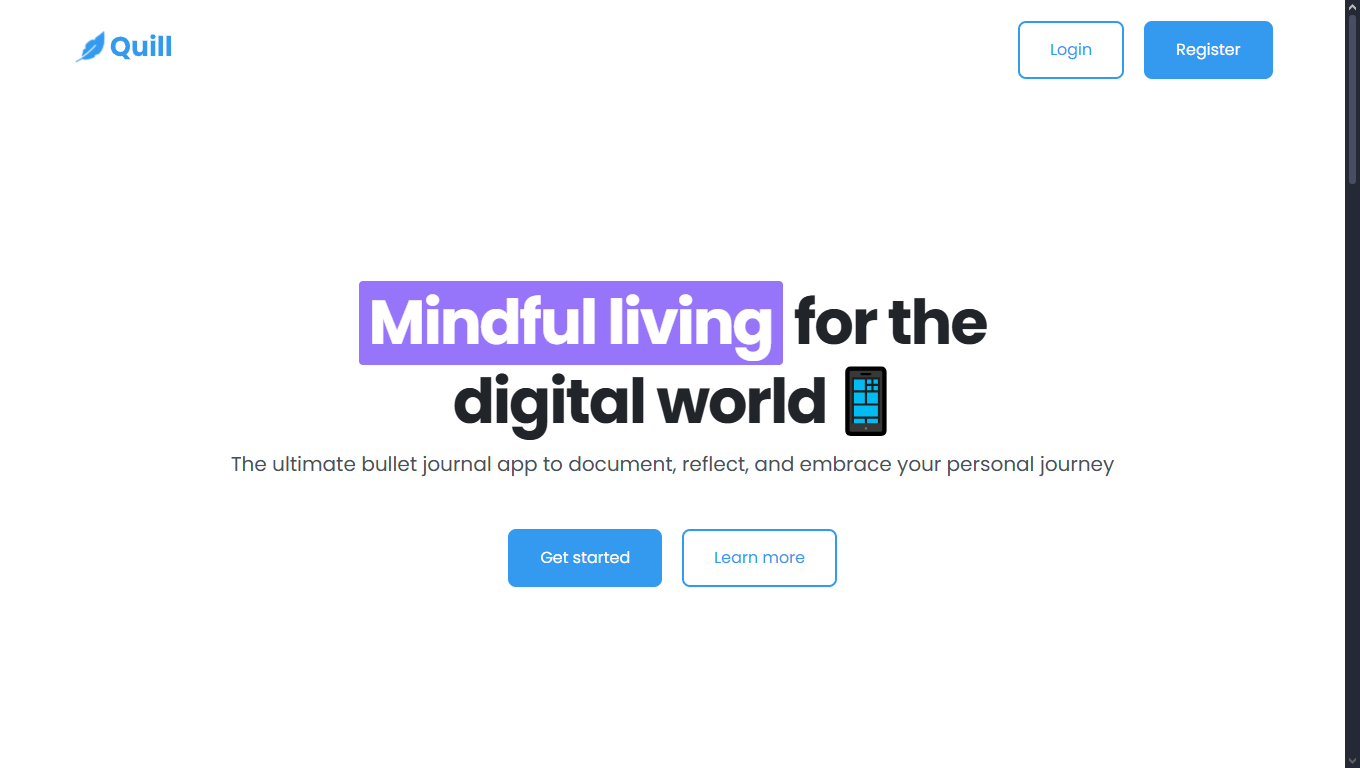 Quill
Login
Register
Mindful living for the
digital world
The ultimate bullet journal app to document, reflect, and embrace your personal journey
Get started
Learn more